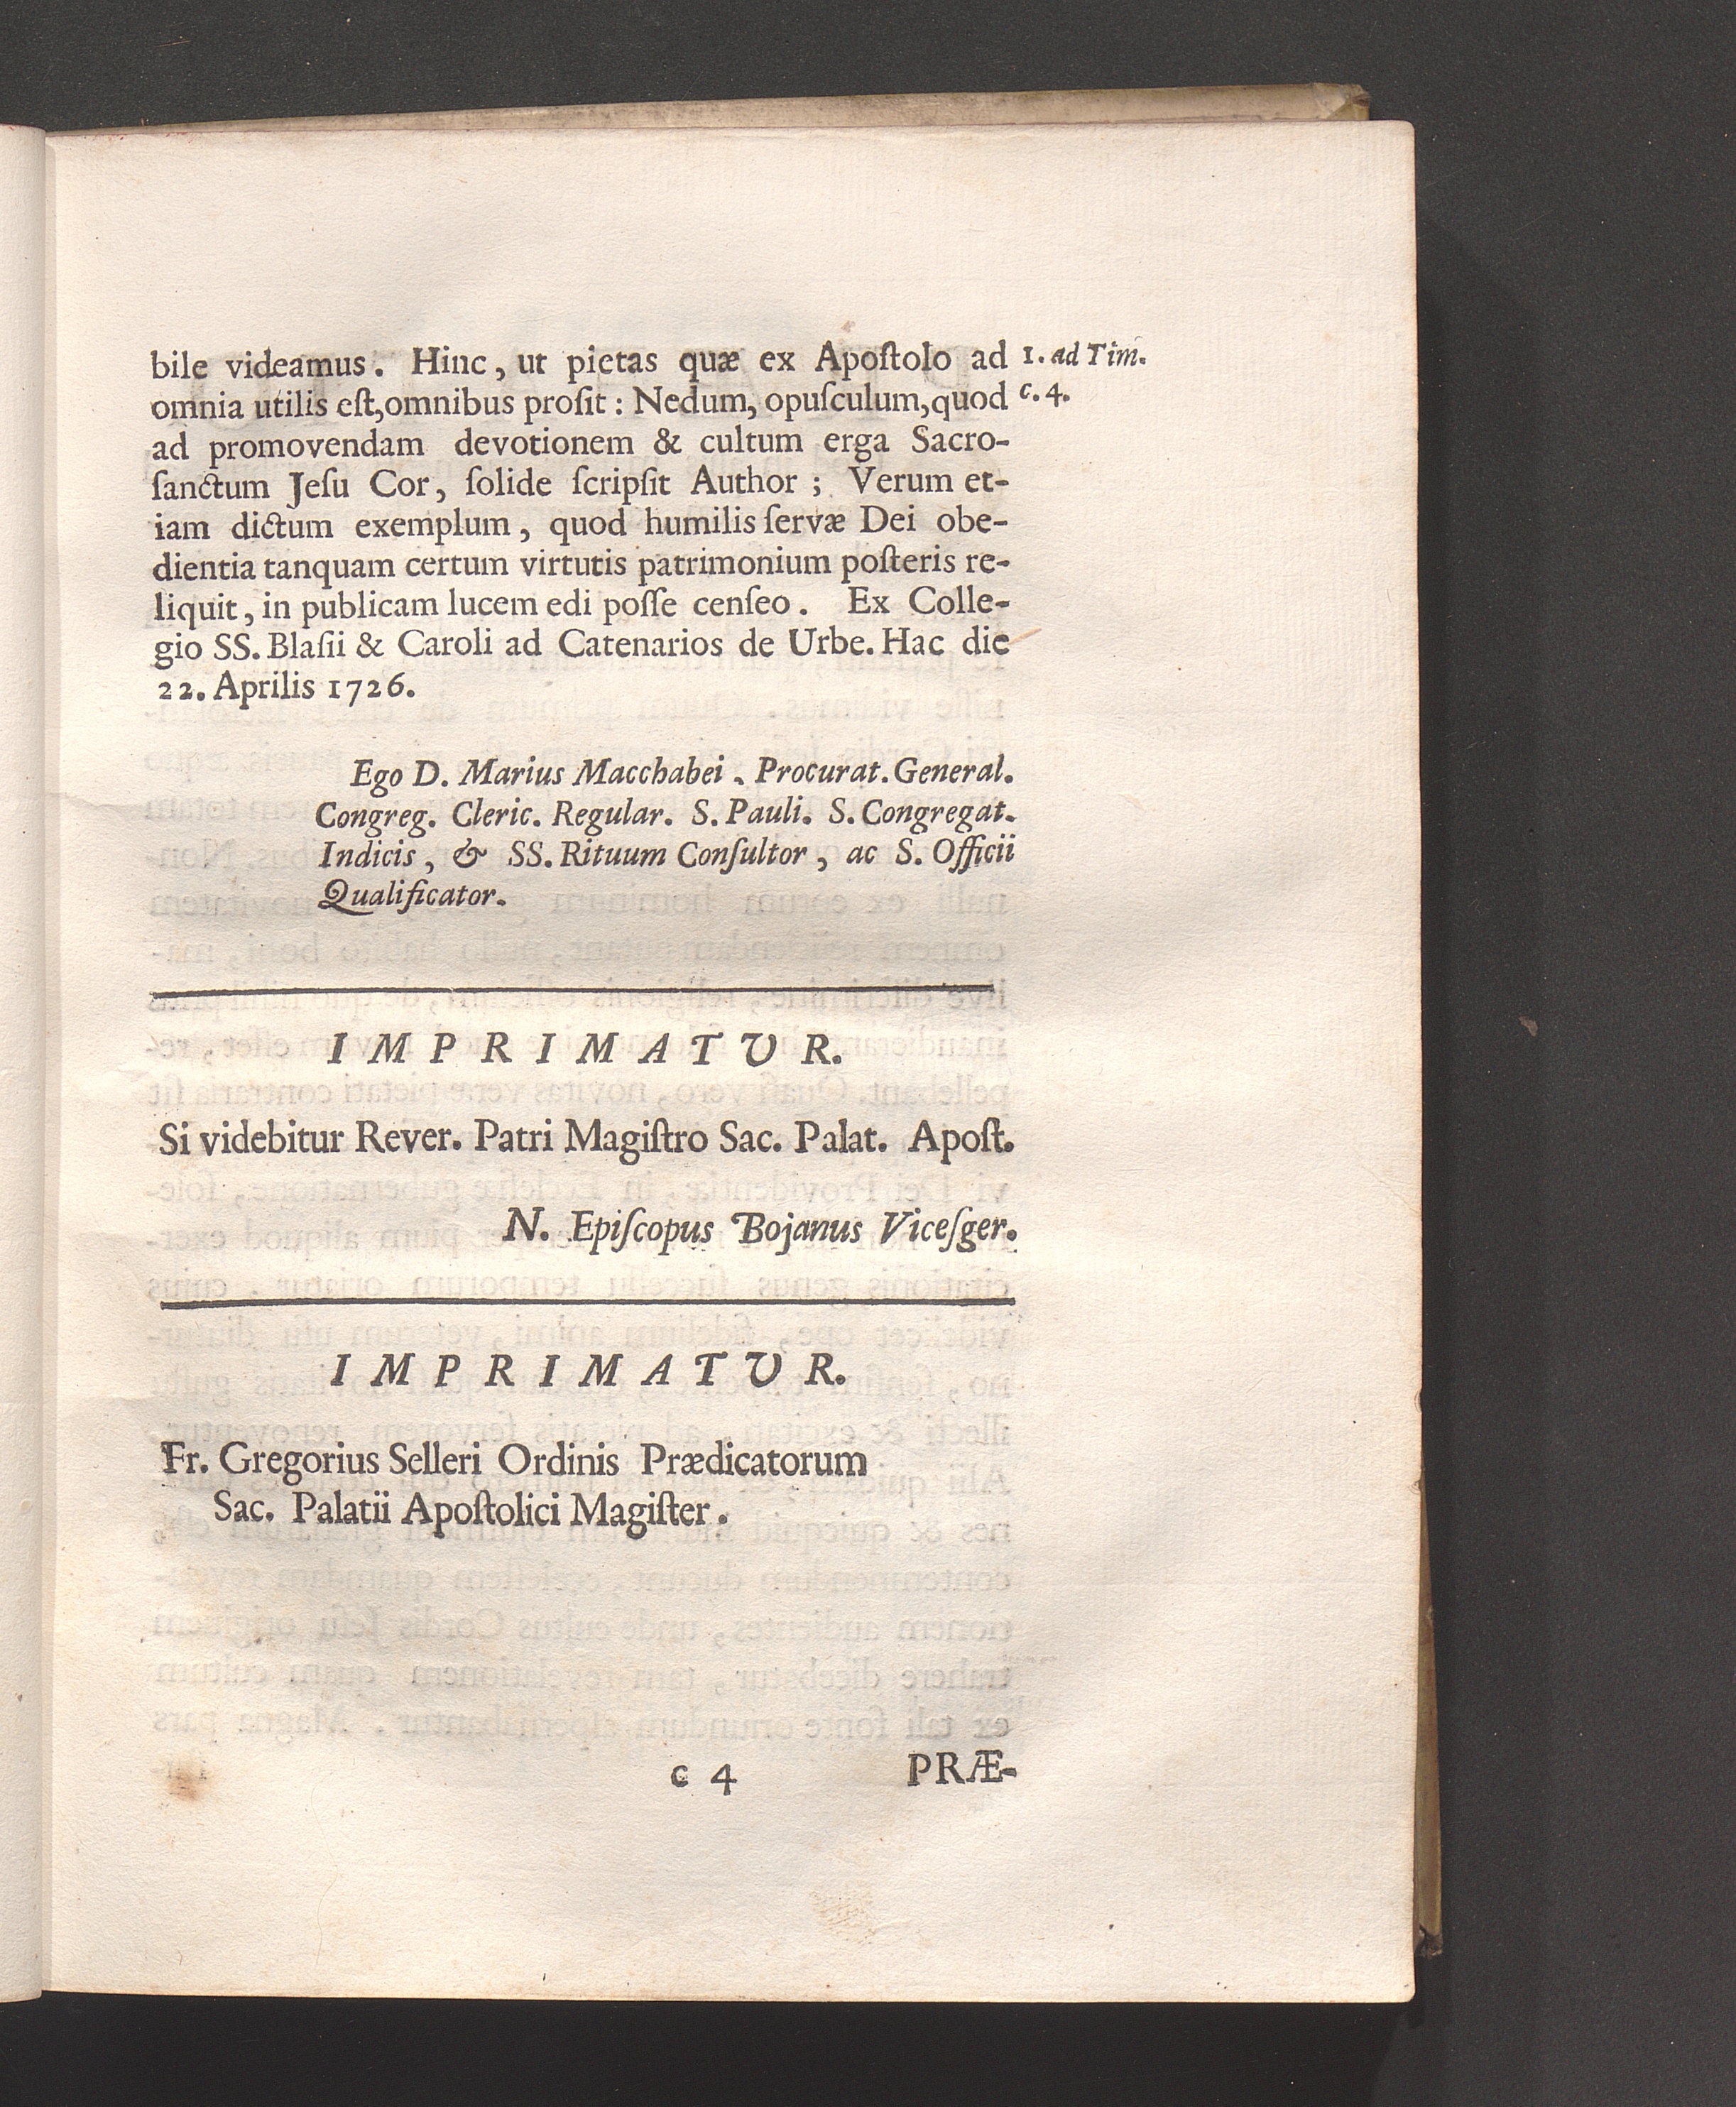 bile videamus. Hinc, ut pietas quæ ex Apoſtolo ad
1. ad Tim.
omnia utilis eſt, omnibus proſit : Nedum, opuſculum, quod
c. 4.
ad promovendam devotionem & cultum erga Sacro-
ſanctum Jeſu Cor, ſolide ſcripſit Author ; Verum et-
iam dictum exemplum, quod humilis ſervæ Dei obe-
dientia tanquam certum virtutis patrimonium poſteris re-
liquit, in publicam lucem edi poſſe cenſeo. Ex Colle-
gio SS. Blaſii & Caroli ad Catenarios de Urbe. Hac die
22. Aprilis 1726.
Ego D. Marius Macchabei . Procurat. General.
Congreg. Cleric. Regular. S. Pauli. S. Congregat.
Indicis, & SS. Rituum Conſultor, ac S. Officii
Qualificator.
IMPRIMATUR.
Si videbitur Rever. Patri Magiſtro Sac. Palat. Apoſt.
N. Epiſcopus Bojanus Viceſger.
IMPRIMATUR.
Fr. Gregorius Selleri Ordinis Prædicatorum
Sac. Palatii Apoſtolici Magiſter.
c 4
PRÆ-